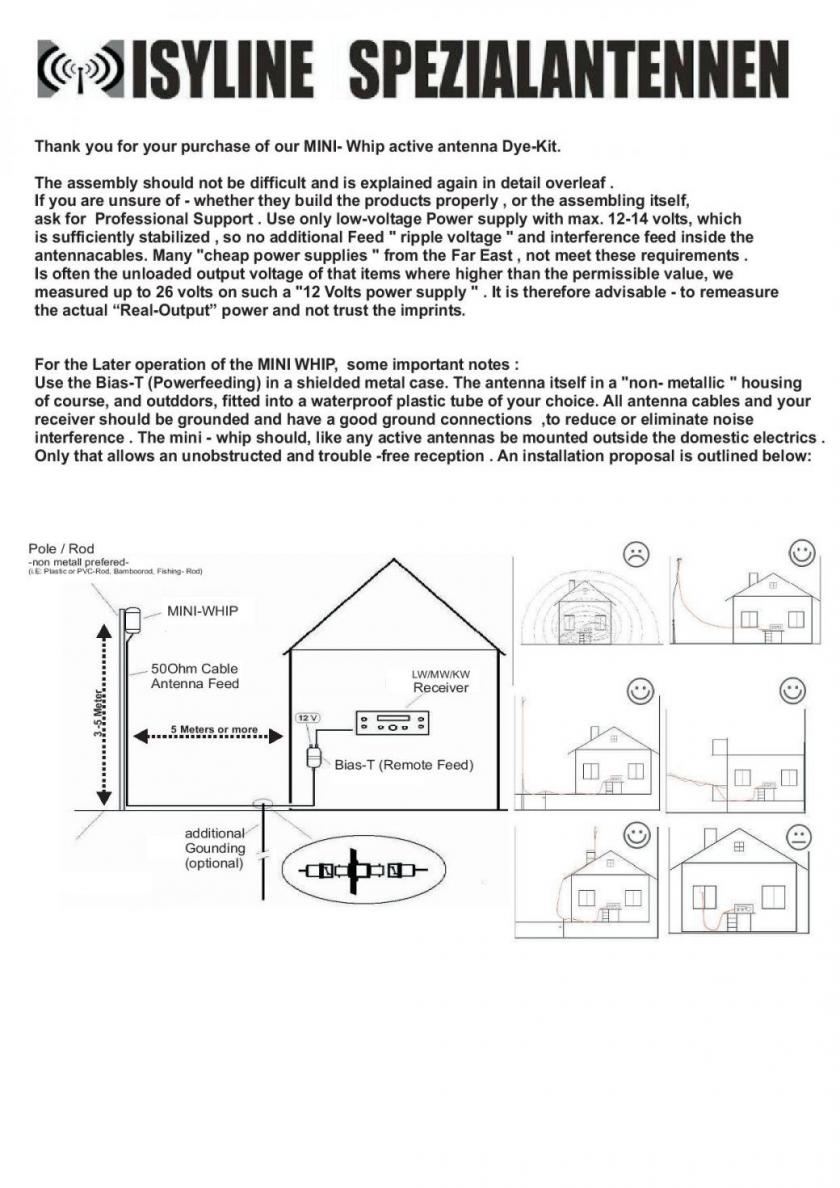 ISYLINE SPEZIALANTENNEN
Thank you for your purchase of our MINI- Whip active antenna Dye-Kit.
The assembly should not be difficult and is explained again in detail overleaf .
If you are unsure of - whether they build the products properly , or the assembling itself,
ask for Professional Support . Use only low-voltage Power supply with max. 12-14 volts, which
is sufficiently stabilized , so no additional Feed " ripple voltage " and interference feed inside the
antennacables. Many "cheap power supplies " from the Far East , not meet these requirements .
Is often the unloaded output voltage of that items where higher than the permissible value, we
measured up to 26 volts on such a "12 Volts power supply " . It is therefore advisable - to remeasure
the actual “Real-Output” power and not trust the imprints.
For the Later operation of the MINI WHIP, some important notes :
Use the Bias-T (Powerfeeding) in a shielded metal case. The antenna itself in a "non- metallic " housing
of course, and outddors, fitted into a waterproof plastic tube of your choice. All antenna cables and your
receiver should be grounded and have a good ground connections ,to reduce or eliminate noise
interference . The mini - whip should, like any active antennas be mounted outside the domestic electrics .
Only that allows an unobstructed and trouble -free reception . An installation proposal is outlined below:
Pole / Rod
-non metall prefered-
(i.E: Plastic or PVC-Rod, Bamboorod, Fishing- Rod)
MINI-WHIP
50Ohm Cable
Antenna Feed
3 -5 Meter
5 Meters or more
LW/MW/KW
Receiver
12 V
Bias-T (Remote Feed)
additional
Gounding
(optional)